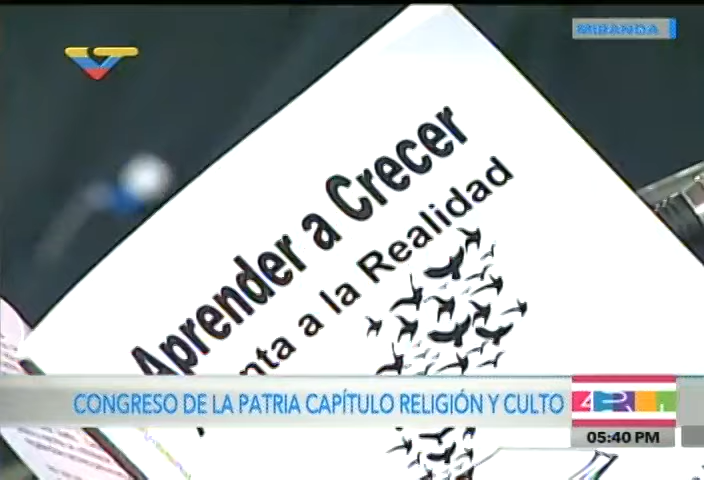 MIRANDA
Aprender a Crecer
nta a la Realidad
CONGRESO DE LA PATRIA CAPÍTULO RELIGIÓN Y CULTO
05:40 PM